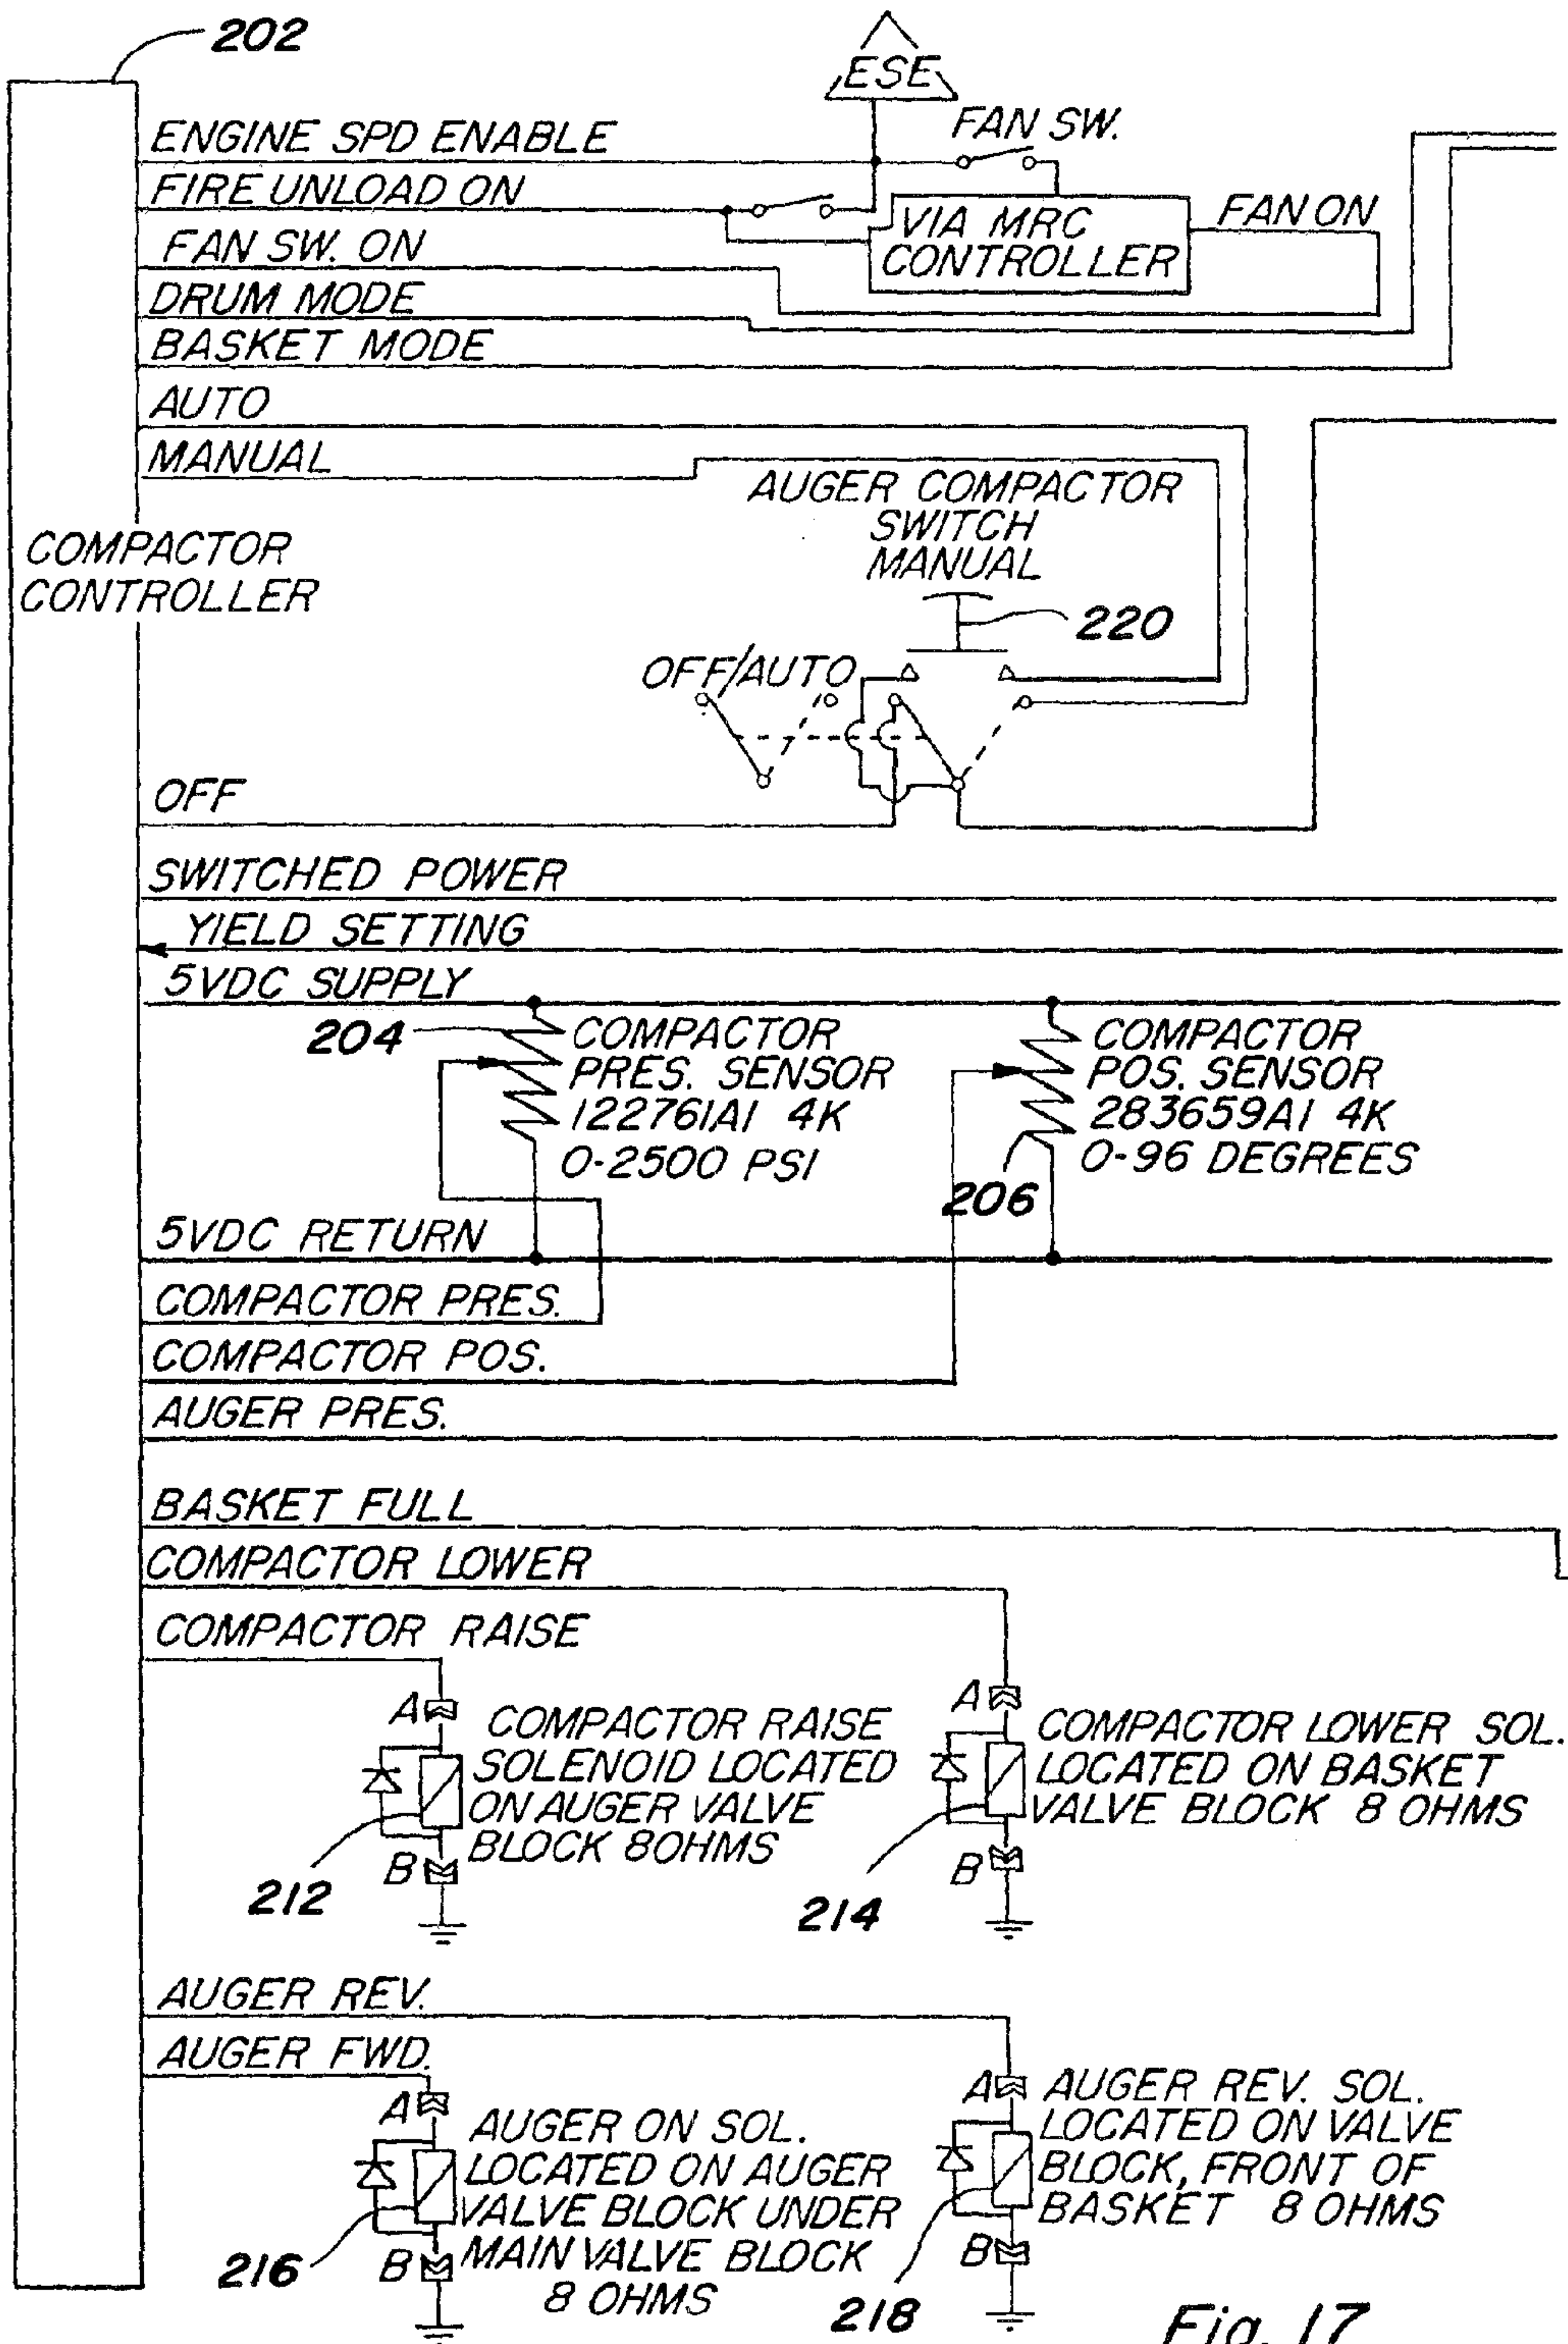 202
ESE
FAN SW.
ENGINE SPD ENABLE
FIRE UNLOAD ON
VIA MRC
CONTROLLER
FAN ON
FAN SW. ON
DRUM MODE
BASKET MODE
AUTO
MANUAL
AUGER COMPACTOR
SWITCH
MANUAL
COMPACTOR
CONTROLLER
220
OFF/AUTO
OFF
SWITCHED POWER
YIELD SETTING
5VDC SUPPLY
204
COMPACTOR
PRES. SENSOR
122761A1 4K
0-2500 PSI
COMPACTOR
POS. SENSOR
283659A1 4K
0-96 DEGREES
206
5VDC RETURN
COMPACTOR PRES.
COMPACTOR POS.
AUGER PRES.
BASKET FULL
COMPACTOR LOWER
COMPACTOR RAISE
A
COMPACTOR RAISE
SOLENOID LOCATED
ON AUGER VALVE
BLOCK 8OHMS
B
212
A
COMPACTOR LOWER SOL.
LOCATED ON BASKET
VALVE BLOCK 8 OHMS
B
214
AUGER REV.
AUGER FWD.
A
AUGER ON SOL.
LOCATED ON AUGER
VALVE BLOCK UNDER
MAIN VALVE BLOCK
8 OHMS
B
216
A
AUGER REV. SOL.
LOCATED ON VALVE
BLOCK, FRONT OF
BASKET 8 OHMS
B
218
Fig. 17